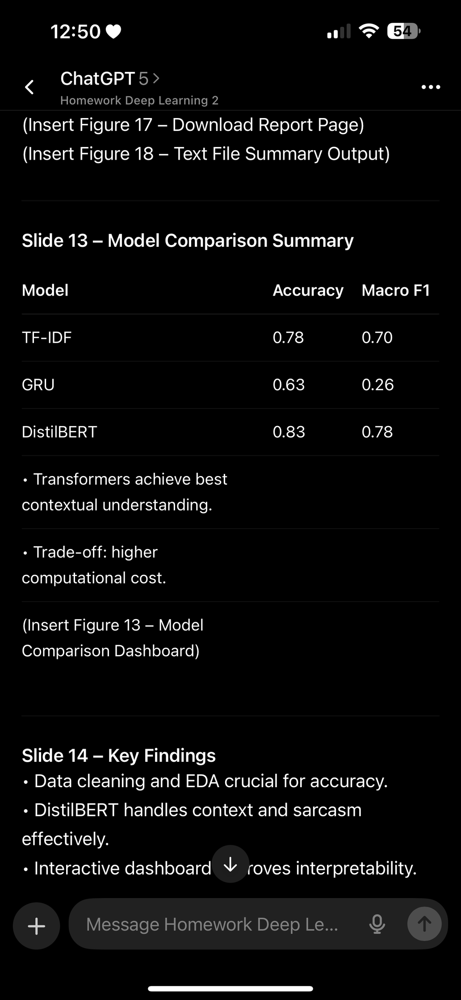 12:50
54
ChatGPT 5 >
Homework Deep Learning 2
(Insert Figure 17 – Download Report Page)
(Insert Figure 18 – Text File Summary Output)
Slide 13 – Model Comparison Summary
Model Accuracy Macro F1
TF-IDF 0.78 0.70
GRU 0.63 0.26
DistilBERT 0.83 0.78
• Transformers achieve best
contextual understanding.
• Trade-off: higher
computational cost.
(Insert Figure 13 – Model
Comparison Dashboard)
Slide 14 – Key Findings
• Data cleaning and EDA crucial for accuracy.
• DistilBERT handles context and sarcasm
effectively.
• Interactive dashboard roves interpretability.
Message Homework Deep Le...